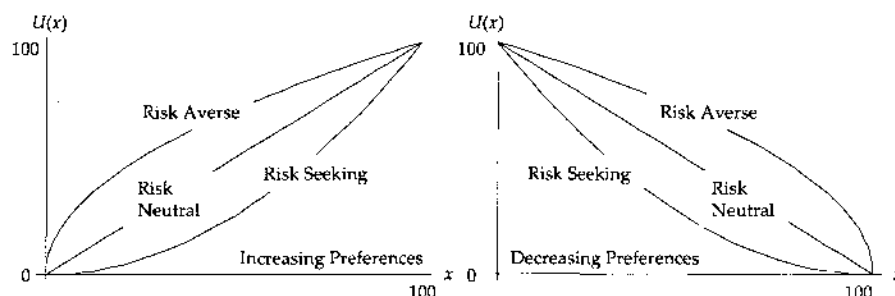 U(x)
100
Risk Averse
Risk Seeking
Risk
Neutral
Increasing Preferences
0
x
100
U(x)
100
Risk Averse
Risk Seeking
Risk
Neutral
Decreasing Preferences
0
100